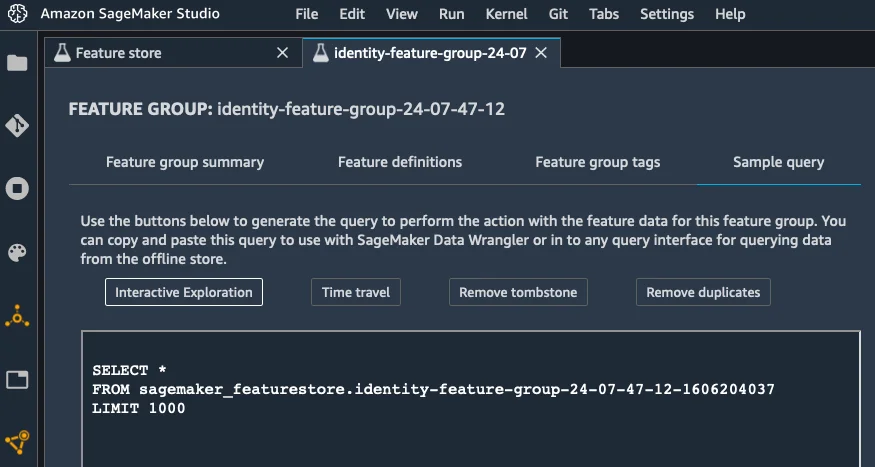 Amazon SageMaker Studio File Edit View Run Kernel Git Tabs Settings Help
Feature store identity-feature-group-24-07
FEATURE GROUP: identity-feature-group-24-07-47-12
Feature group summary Feature definitions Feature group tags Sample query
Use the buttons below to generate the query to perform the action with the feature data for this feature group. You
can copy and paste this query to use with SageMaker Data Wrangler or in to any query interface for querying data
from the offline store.
Interactive Exploration Time travel Remove tombstone Remove duplicates
SELECT *
FROM sagemaker_featurestore.identity-feature-group-24-07-47-12-1606204037
LIMIT 1000